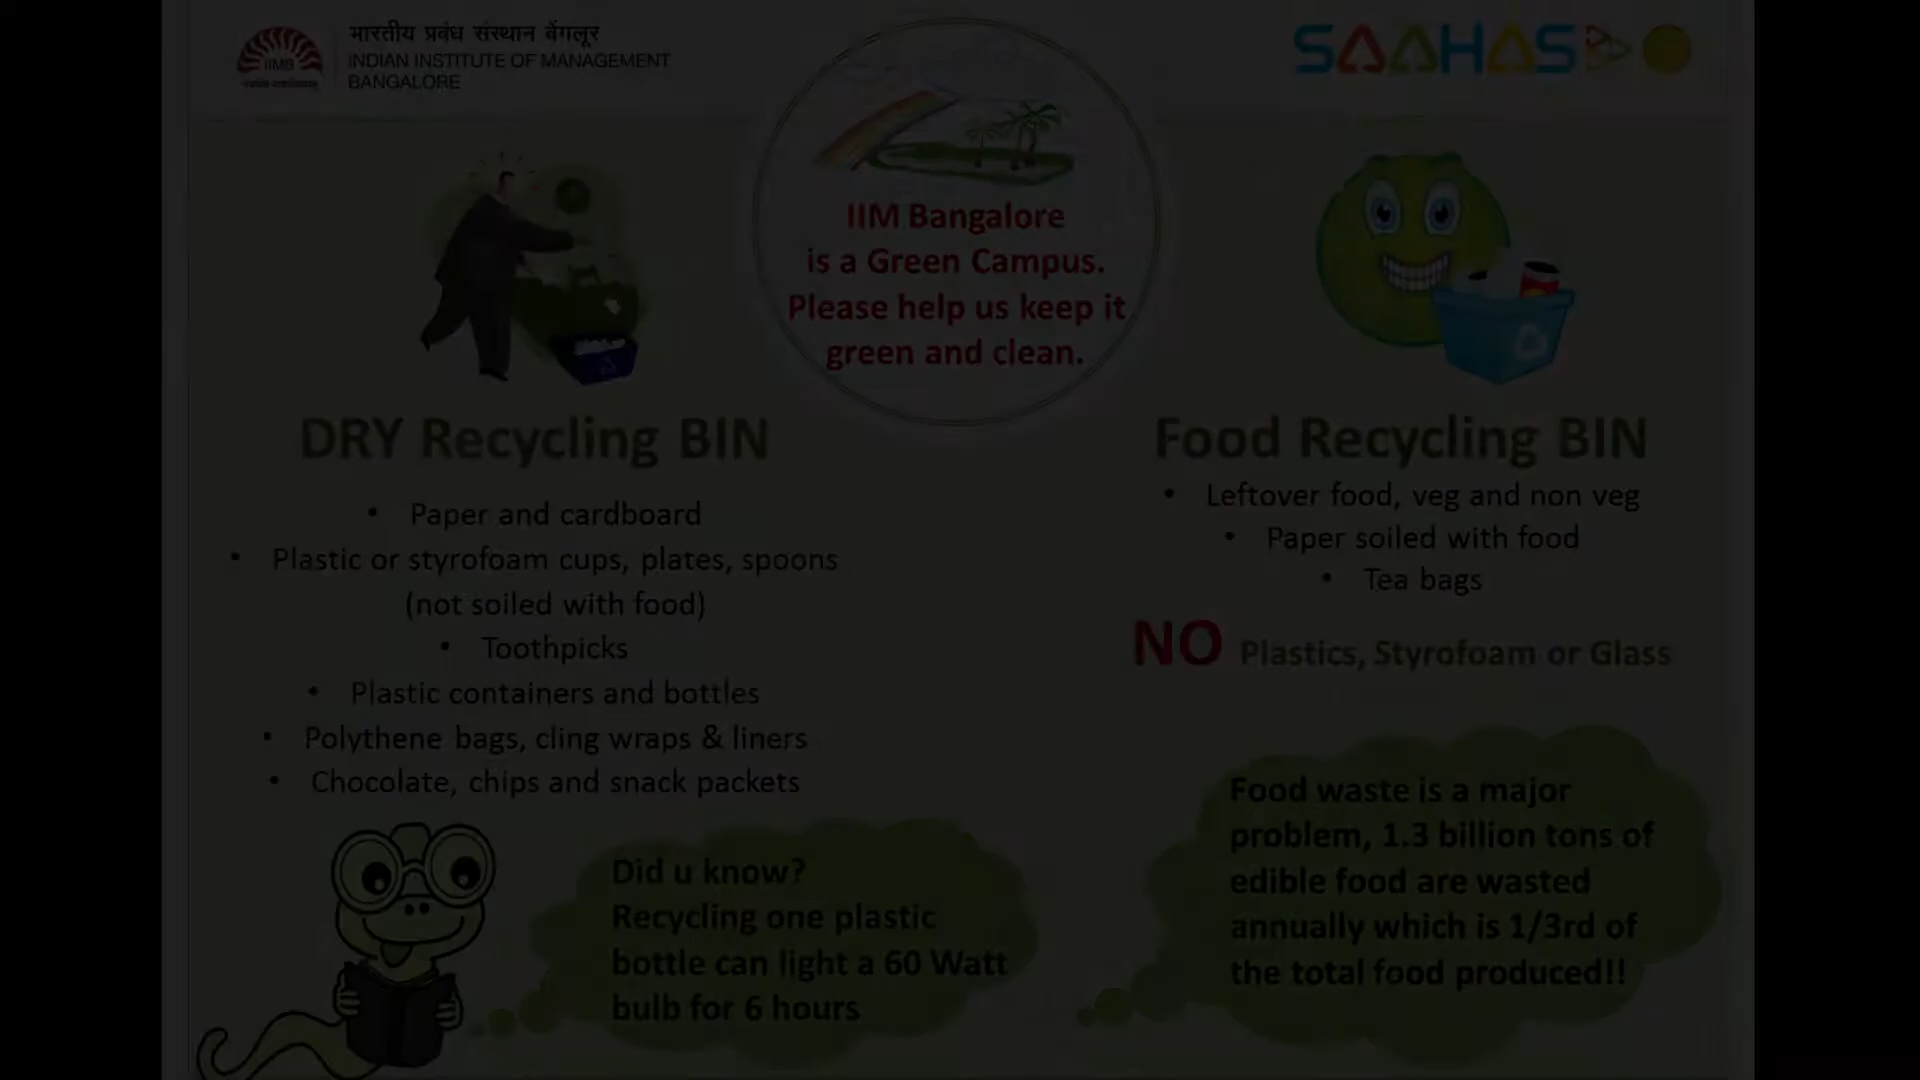 भारतीय प्रबंध संस्थान बेंगलूर
INDIAN INSTITUTE OF MANAGEMENT
BANGALORE
IIMB
SAAHAS
IIM Bangalore
is a Green Campus.
Please help us keep it
green and clean.
DRY Recycling BIN
• Paper and cardboard
• Plastic or styrofoam cups, plates, spoons
(not soiled with food)
• Toothpicks
• Plastic containers and bottles
• Polythene bags, cling wraps & liners
• Chocolate, chips and snack packets
Did u know?
Recycling one plastic
bottle can light a 60 Watt
bulb for 6 hours
Food Recycling BIN
• Leftover food, veg and non veg
• Paper soiled with food
• Tea bags
NO Plastics, Styrofoam or Glass
Food waste is a major
problem, 1.3 billion tons of
edible food are wasted
annually which is 1/3rd of
the total food produced!!